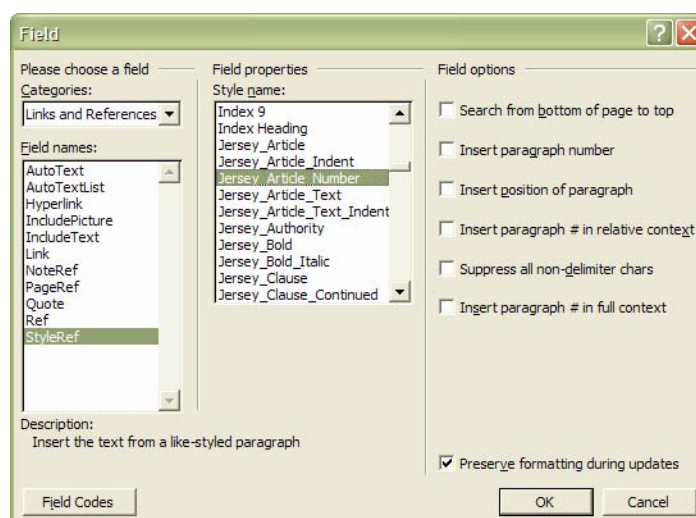 Field
Please choose a field
Categories:
Links and References
Field names:
AutoText
AutoTextList
Hyperlink
IncludePicture
IncludeText
Link
NoteRef
PageRef
Quote
Ref
StyleRef
Field properties
Style name:
Index 9
Index Heading
Jersey_Article
Jersey_Article_Indent
Jersey_Article_Number
Jersey_Article_Text
Jersey_Article_Text_Indent
Jersey_Authority
Jersey_Bold
Jersey_Bold_Italic
Jersey_Clause
Jersey_Clause_Continued
Field options
Search from bottom of page to top
Insert paragraph number
Insert position of paragraph
Insert paragraph # in relative context
Suppress all non-delimiter chars
Insert paragraph # in full context
Description:
Insert the text from a like-styled paragraph
Preserve formatting during updates
Field Codes
OK
Cancel